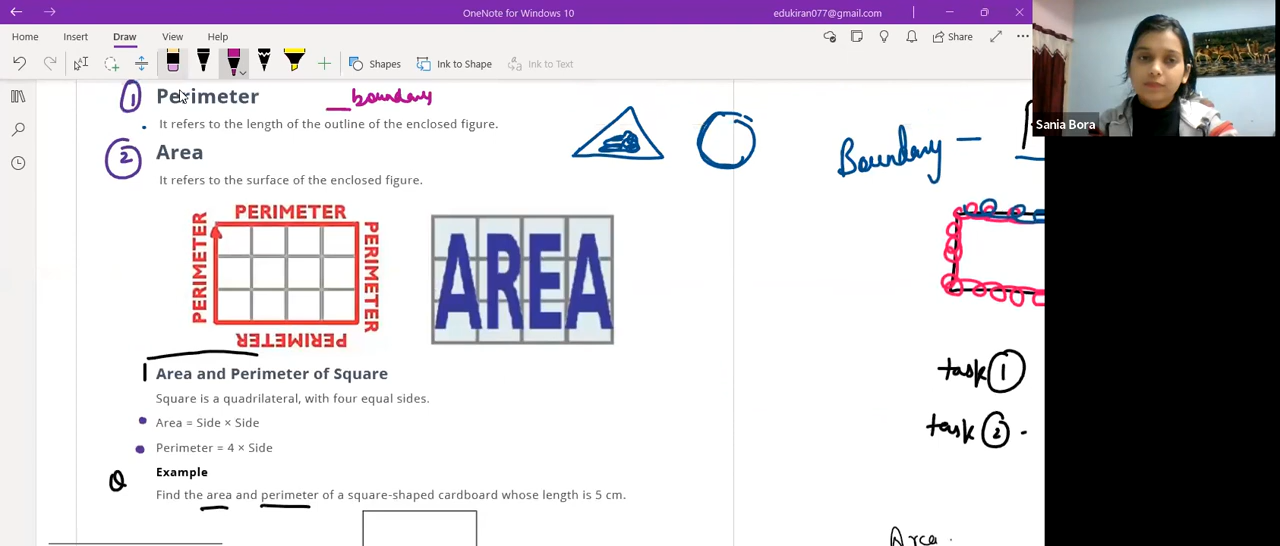 OneNote for Windows 10
edukiran077@gmail.com
Home Insert Draw View Help
Share
Shapes
Ink to Shape
Ink to Text
Sania Bora
1 Perimeter _boundary
It refers to the length of the outline of the enclosed figure.
2 Area
It refers to the surface of the enclosed figure.
Boundary -
PERIMETER
PERIMETER
PERIMETER
PERIMETER
AREA
Area and Perimeter of Square
Square is a quadrilateral, with four equal sides.
Area = Side × Side
Perimeter = 4 × Side
Q Example
Find the area and perimeter of a square-shaped cardboard whose length is 5 cm.
task 1
task 2 -
Area